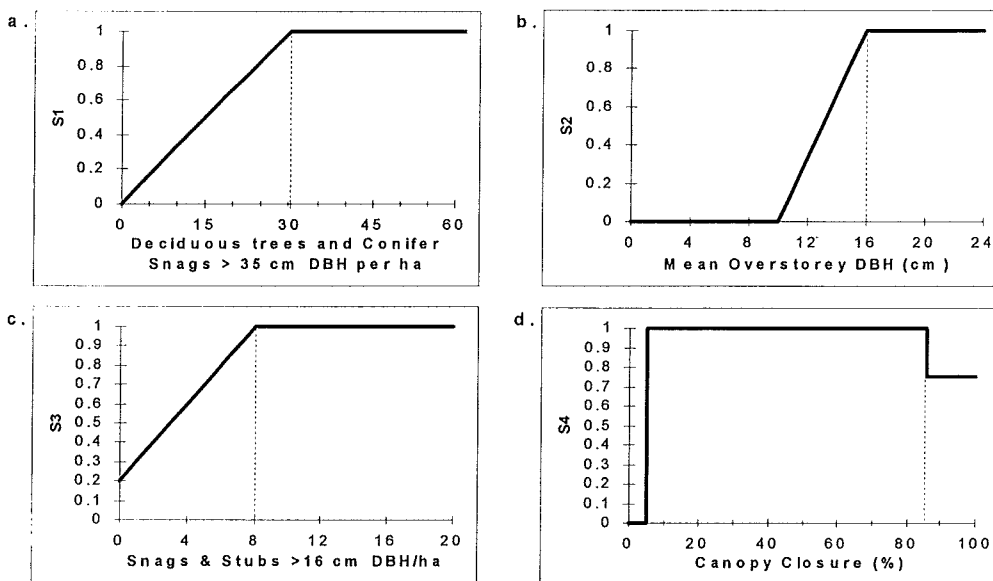 a.
1
0.8
0.6
0.4
0.2
0
S1
0 15 30 45 60
Deciduous trees and Conifer
Snags > 35 cm DBH per ha
b.
1
0.8
0.6
0.4
0.2
0
S2
0 4 8 12 16 20 24
Mean Overstorey DBH (cm)
c.
1
0.9
0.8
0.7
0.6
0.5
0.4
0.3
0.2
0.1
0
S3
0 4 8 12 16 20
Snags & Stubs >16 cm DBH/ha
d.
1
0.9
0.8
0.7
0.6
0.5
0.4
0.3
0.2
0.1
0
S4
0 20 40 60 80 100
Canopy Closure (%)